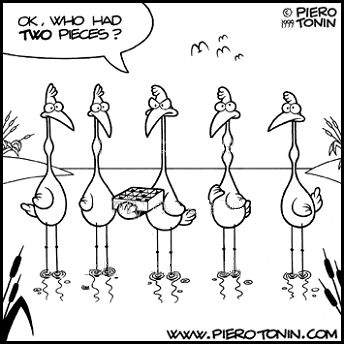 OK, WHO HAD
TWO PIECES?
© PIERO
1999 TONIN
WWW.PIEROTONIN.COM